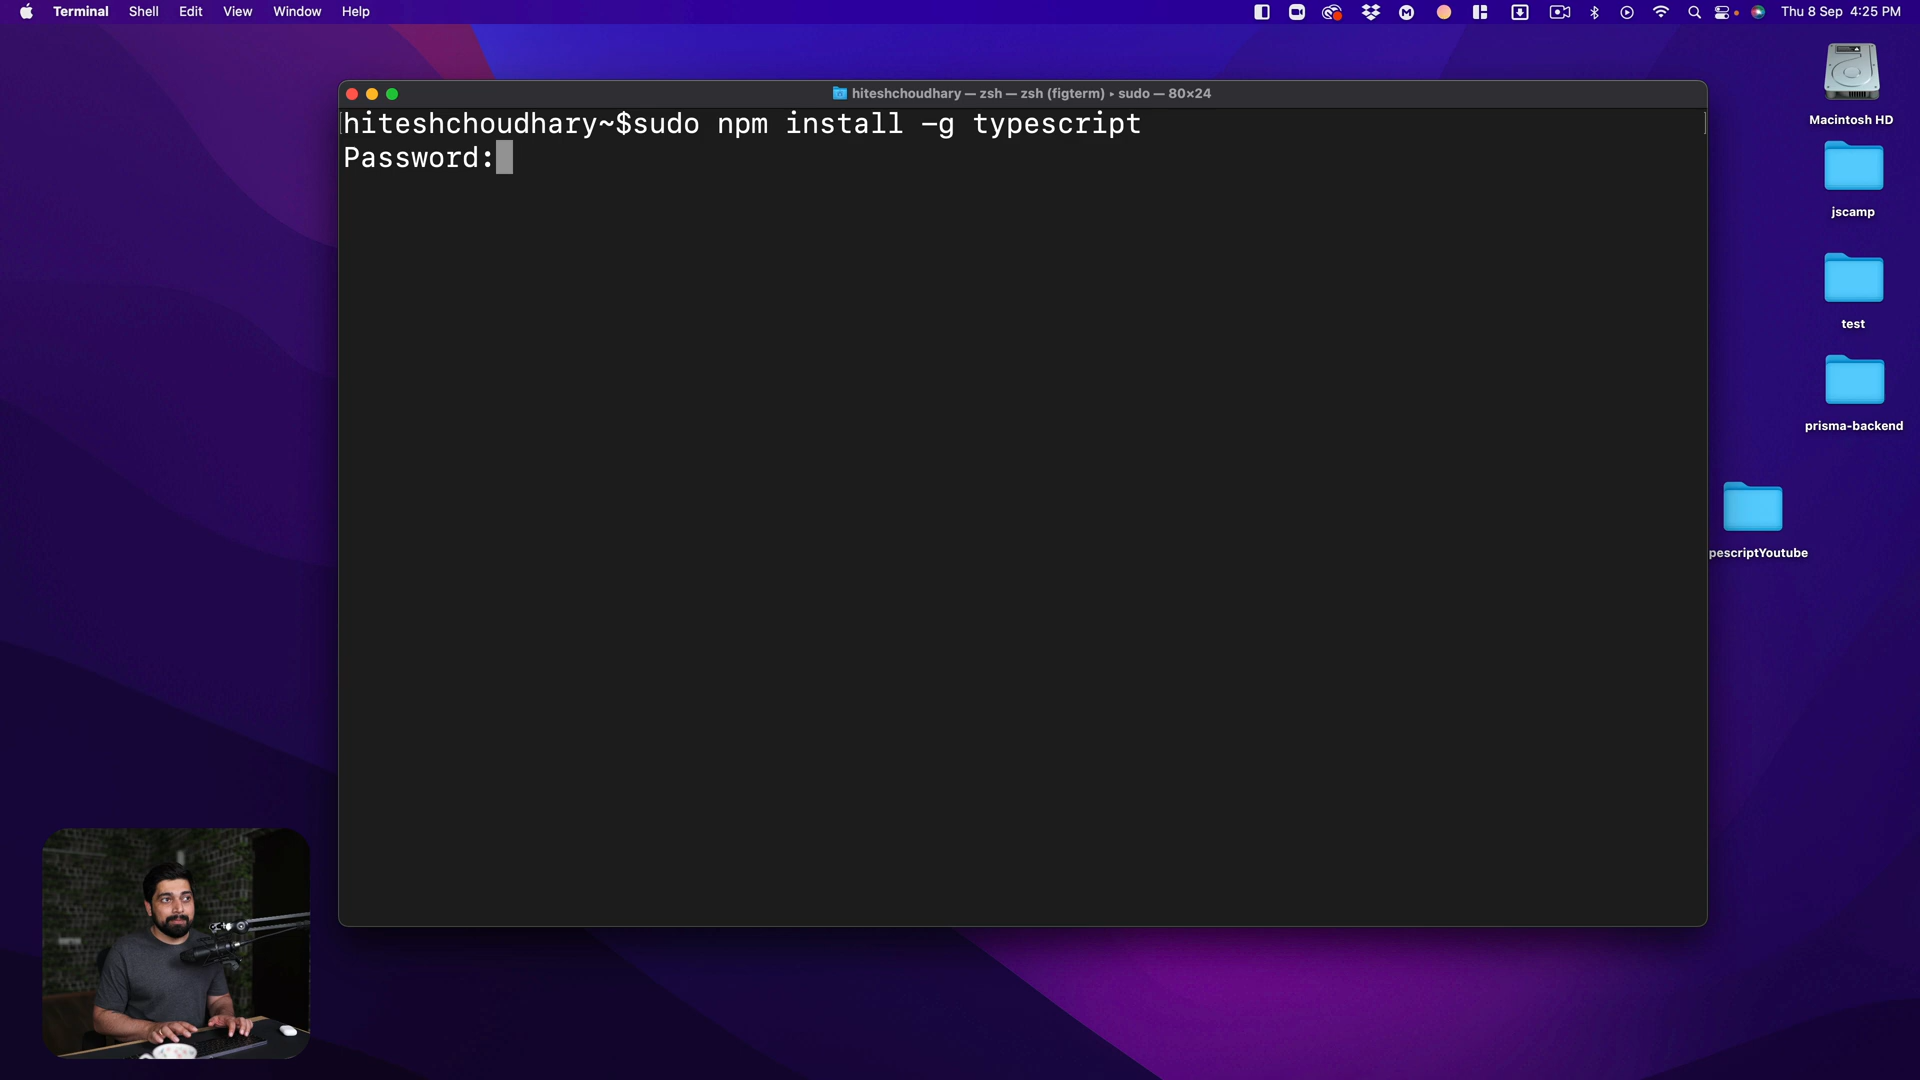 Terminal Shell Edit View Window Help Thu 8 Sep 4:25 PM
hiteshchoudhary — zsh — zsh (figterm) ▸ sudo — 80×24
hiteshchoudhary~$sudo npm install -g typescript
Password:
Macintosh HD
jscamp
test
prisma-backend
pescriptYoutube